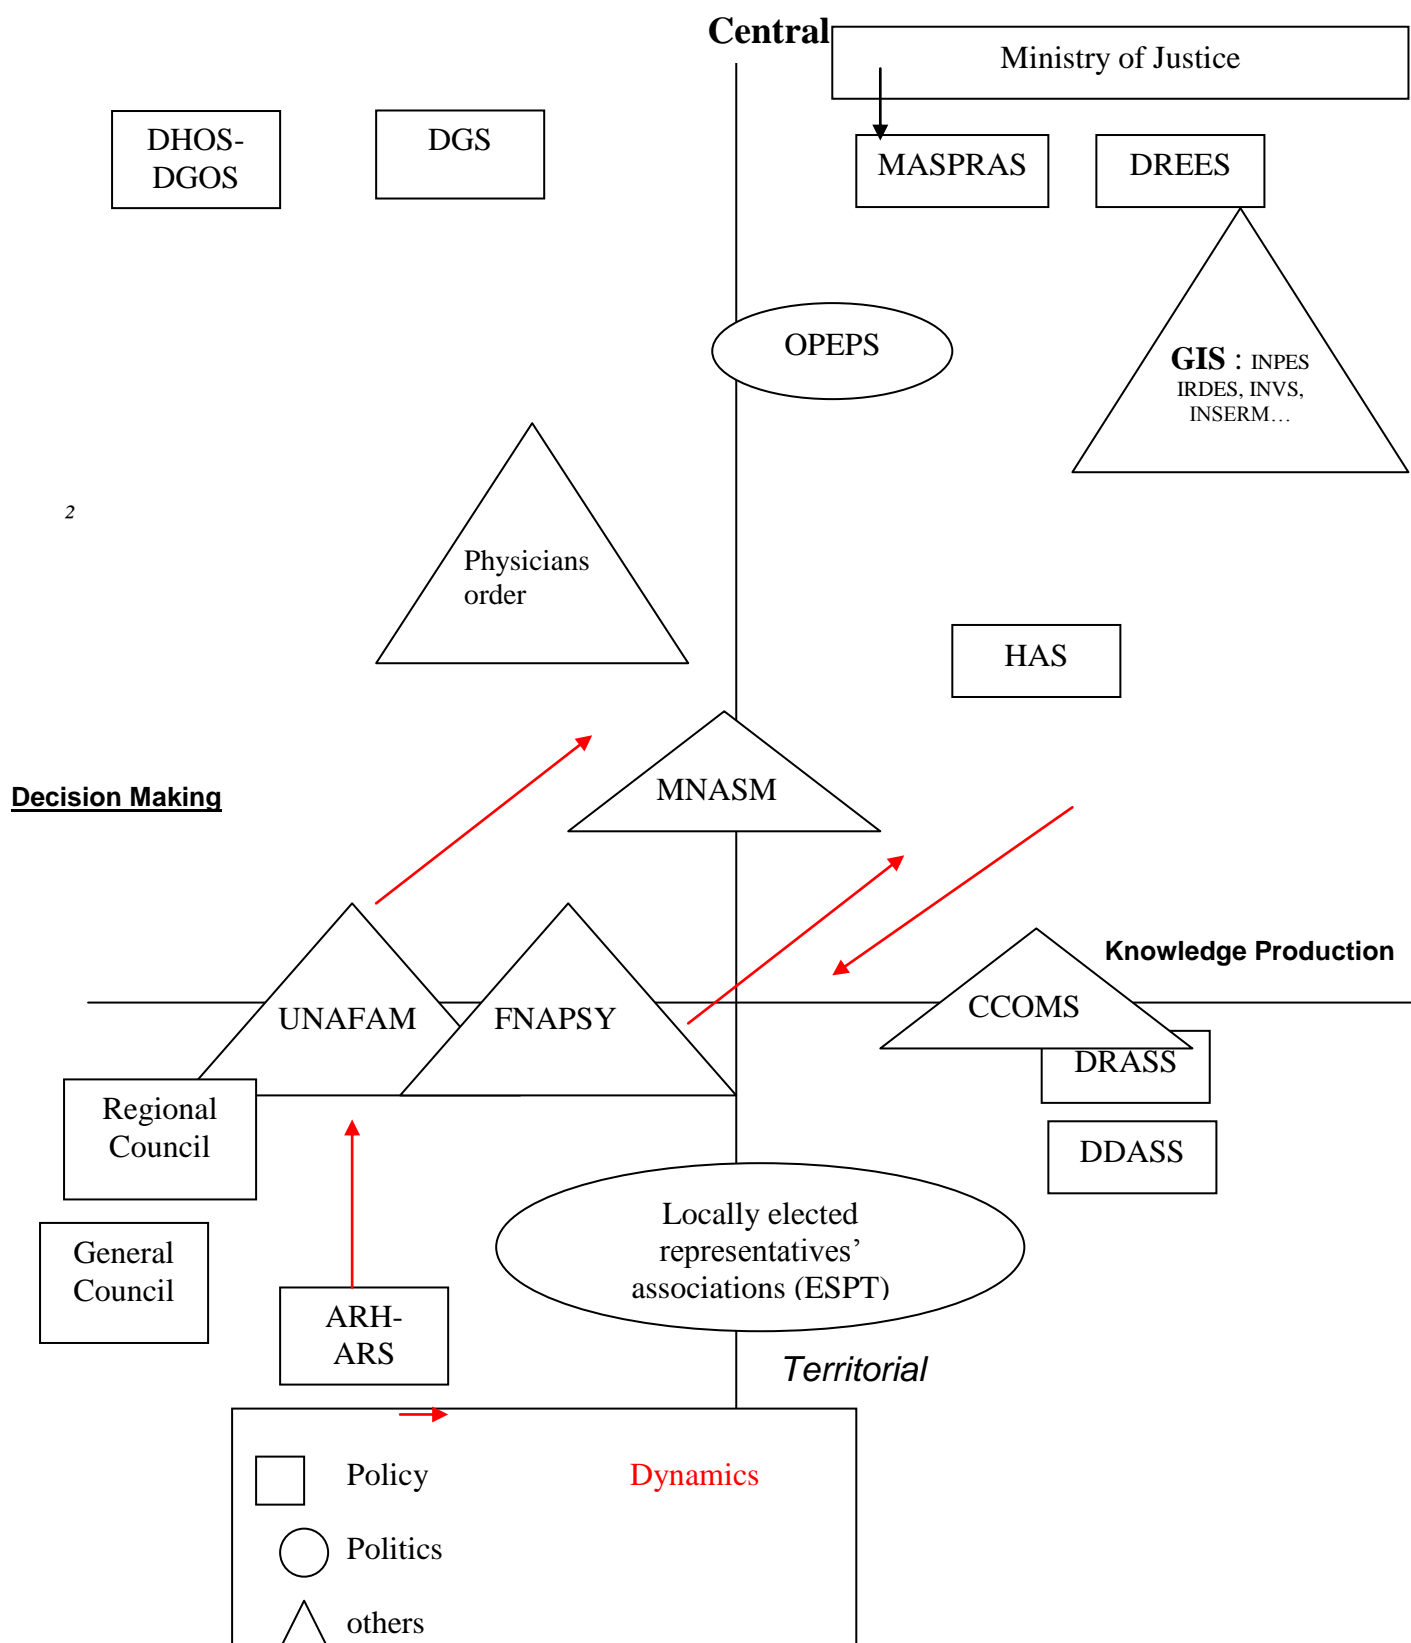 Central
Ministry of Justice
DHOS-
DGOS
DGS
MASPRAS
DREES
OPEPS
GIS : INPES
IRDES, INVS,
INSERM…
2
Physicians
order
HAS
MNASM
Decision Making
Knowledge Production
UNAFAM
FNAPSY
CCOMS
DRASS
Regional
Council
DDASS
General
Council
Locally elected
representatives’
associations (ESPT)
ARH-
ARS
Territorial
Policy
Dynamics
Politics
others